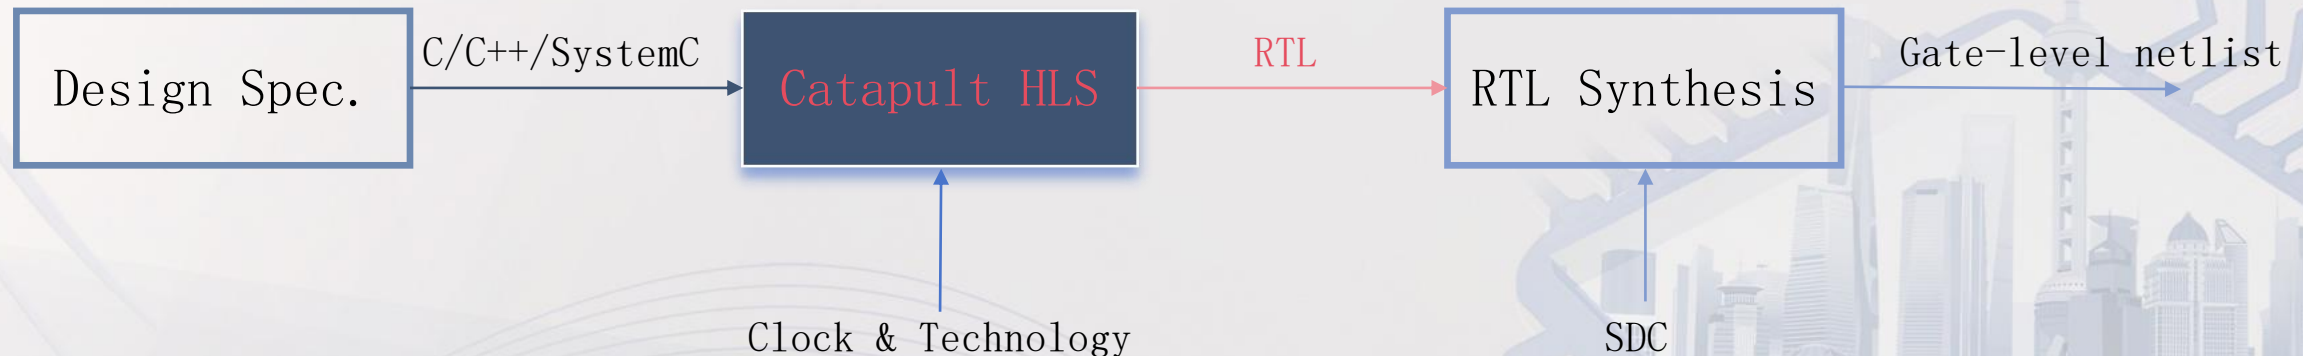 Design Spec.
C/C++/SystemC
Catapult HLS
RTL
RTL Synthesis
Gate-level netlist
Clock & Technology
SDC